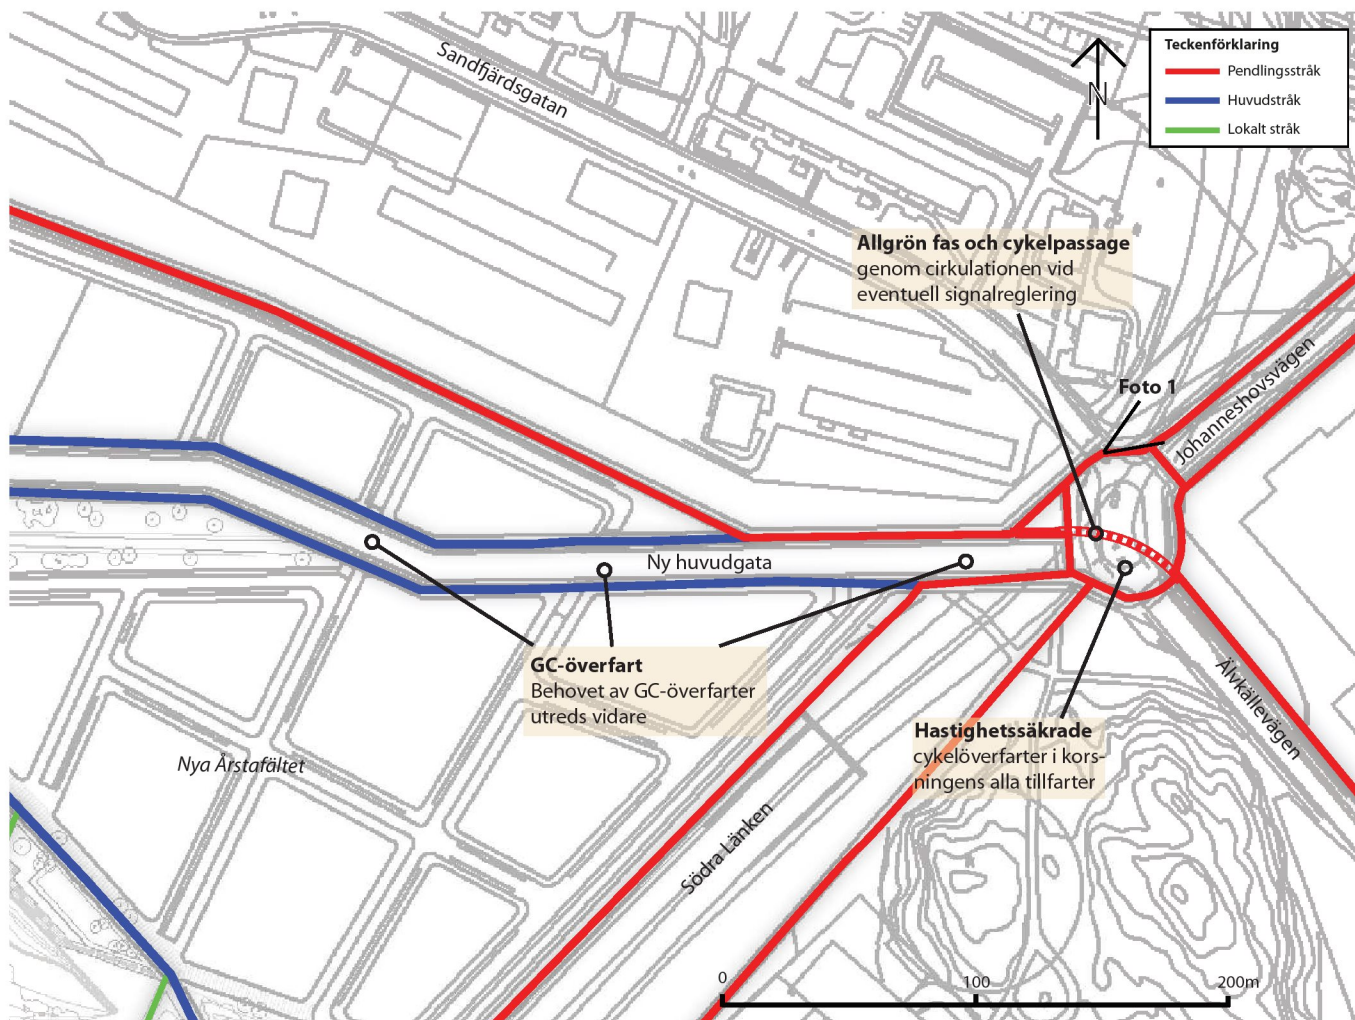 Sandfjärdsgatan
N
Teckenförklaring
Pendlingsstråk
Huvudstråk
Lokalt stråk
Allgrön fas och cykelpassage
genom cirkulationen vid
eventuell signalreglering
Foto 1
Johanneshovsvägen
Ny huvudgata
GC-överfart
Behovet av GC-överfarter
utreds vidare
Nya Årstafältet
Södra Länken
Älvkällevägen
Hastighetssäkrade
cykelöverfarter i kors-
ningens alla tillfarter
0
100
200m